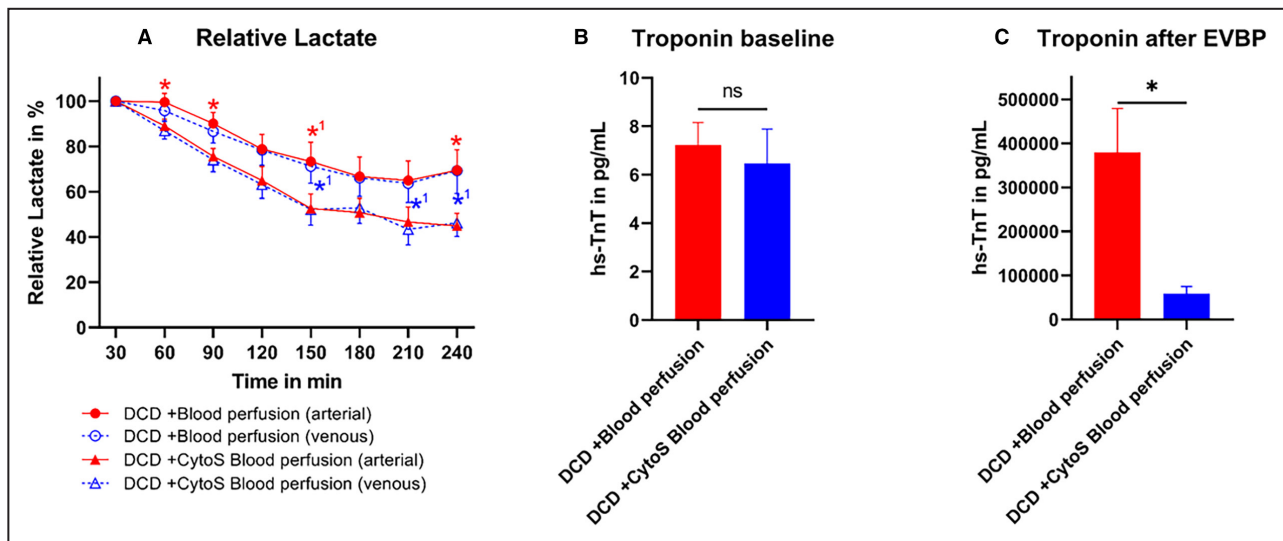 A Relative Lactate
Relative Lactate in %
100
80
60
40
20
0
* * *1 *
*1 *1 *1
30 60 90 120 150 180 210 240
Time in min
DCD +Blood perfusion (arterial)
DCD +Blood perfusion (venous)
DCD +CytoS Blood perfusion (arterial)
DCD +CytoS Blood perfusion (venous)
B Troponin baseline
hs-TnT in pg/mL
10
8
6
4
2
0
ns
DCD +Blood perfusion
DCD +CytoS Blood perfusion
C Troponin after EVBP
hs-TnT in pg/mL
500000
400000
300000
200000
100000
0
*
DCD +Blood perfusion
DCD +CytoS Blood perfusion